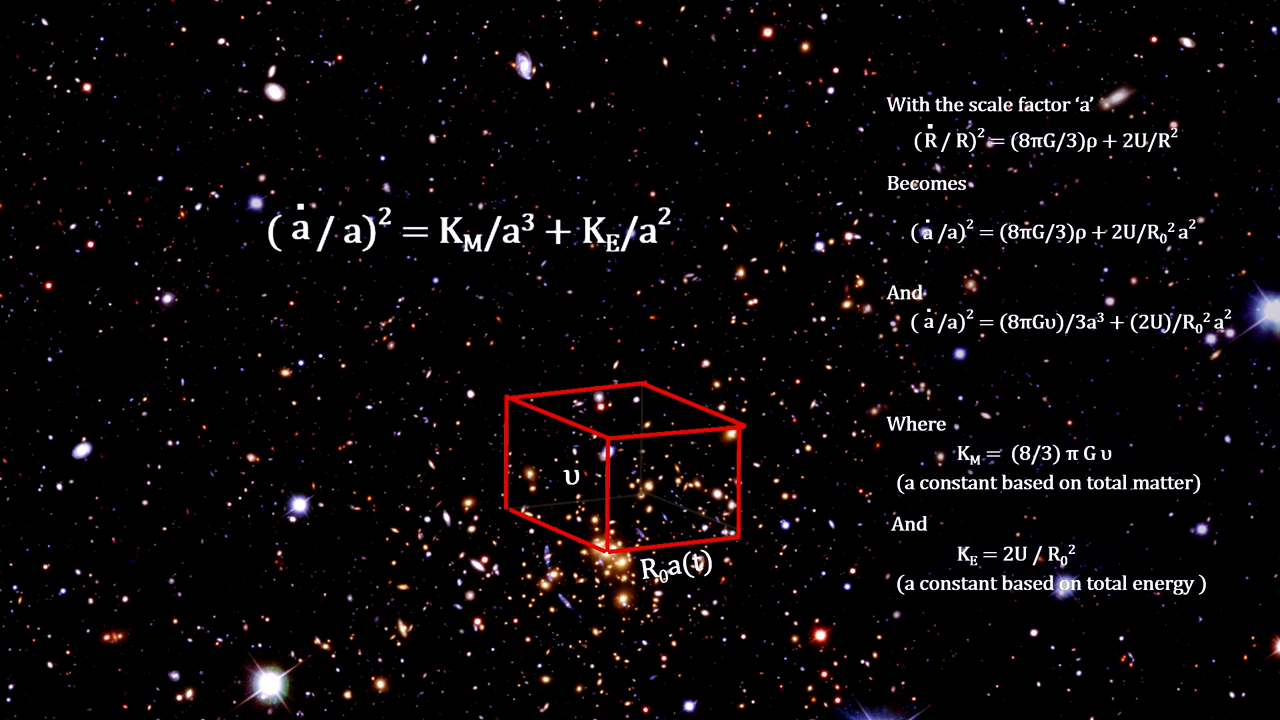 ( ȧ / a)² = K_M/a³ + K_E/a²
υ
R₀a(t)
With the scale factor ‘a’
(Ṙ / R)² = (8πG/3)ρ + 2U/R²
Becomes
( ȧ /a)² = (8πG/3)ρ + 2U/R₀² a²
And
( ȧ /a)² = (8πGυ)/3a³ + (2U)/R₀² a²
Where
K_M = (8/3) π G υ
(a constant based on total matter)
And
K_E = 2U / R₀²
(a constant based on total energy )